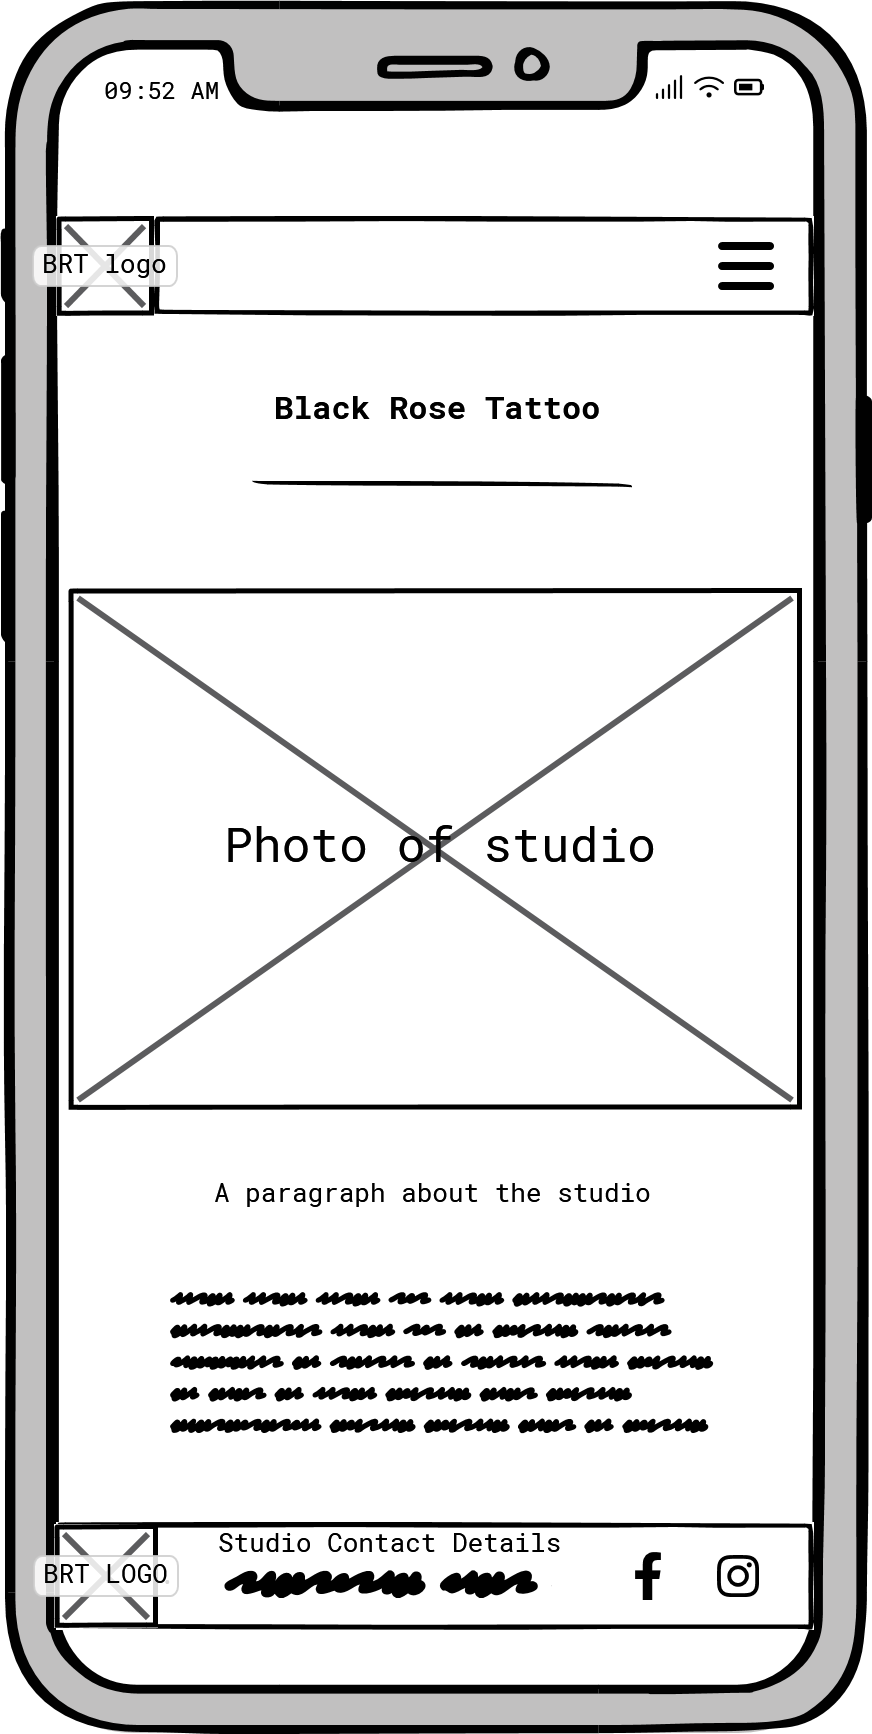 09:52 AM
BRT logo
Black Rose Tattoo
Photo of studio
A paragraph about the studio
Studio Contact Details
BRT LOGO